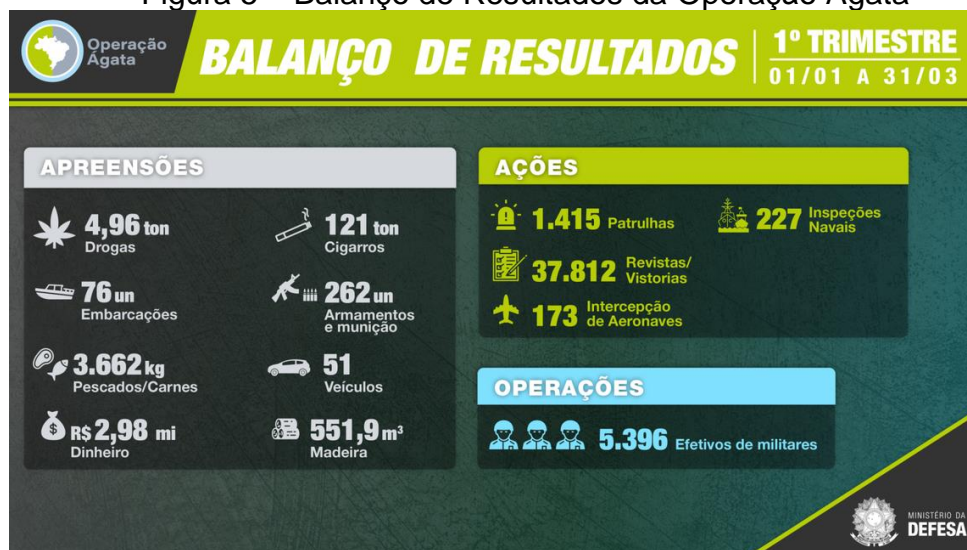 Figura 3 – Balanço de Resultados da Operação Ágata
Operação
Ágata
BALANÇO DE RESULTADOS
1º TRIMESTRE
01/01 A 31/03
APREENSÕES
4,96 ton
Drogas
121 ton
Cigarros
76 un
Embarcações
262 un
Armamentos
e munição
3.662 kg
Pescados/Carnes
51
Veículos
R$ 2,98 mi
Dinheiro
551,9 m³
Madeira
AÇÕES
1.415 Patrulhas
227 Inspeções
Navais
37.812 Revistas/
Vistorias
173 Intercepção
de Aeronaves
OPERAÇÕES
5.396 Efetivos de militares
MINISTÉRIO DA
DEFESA